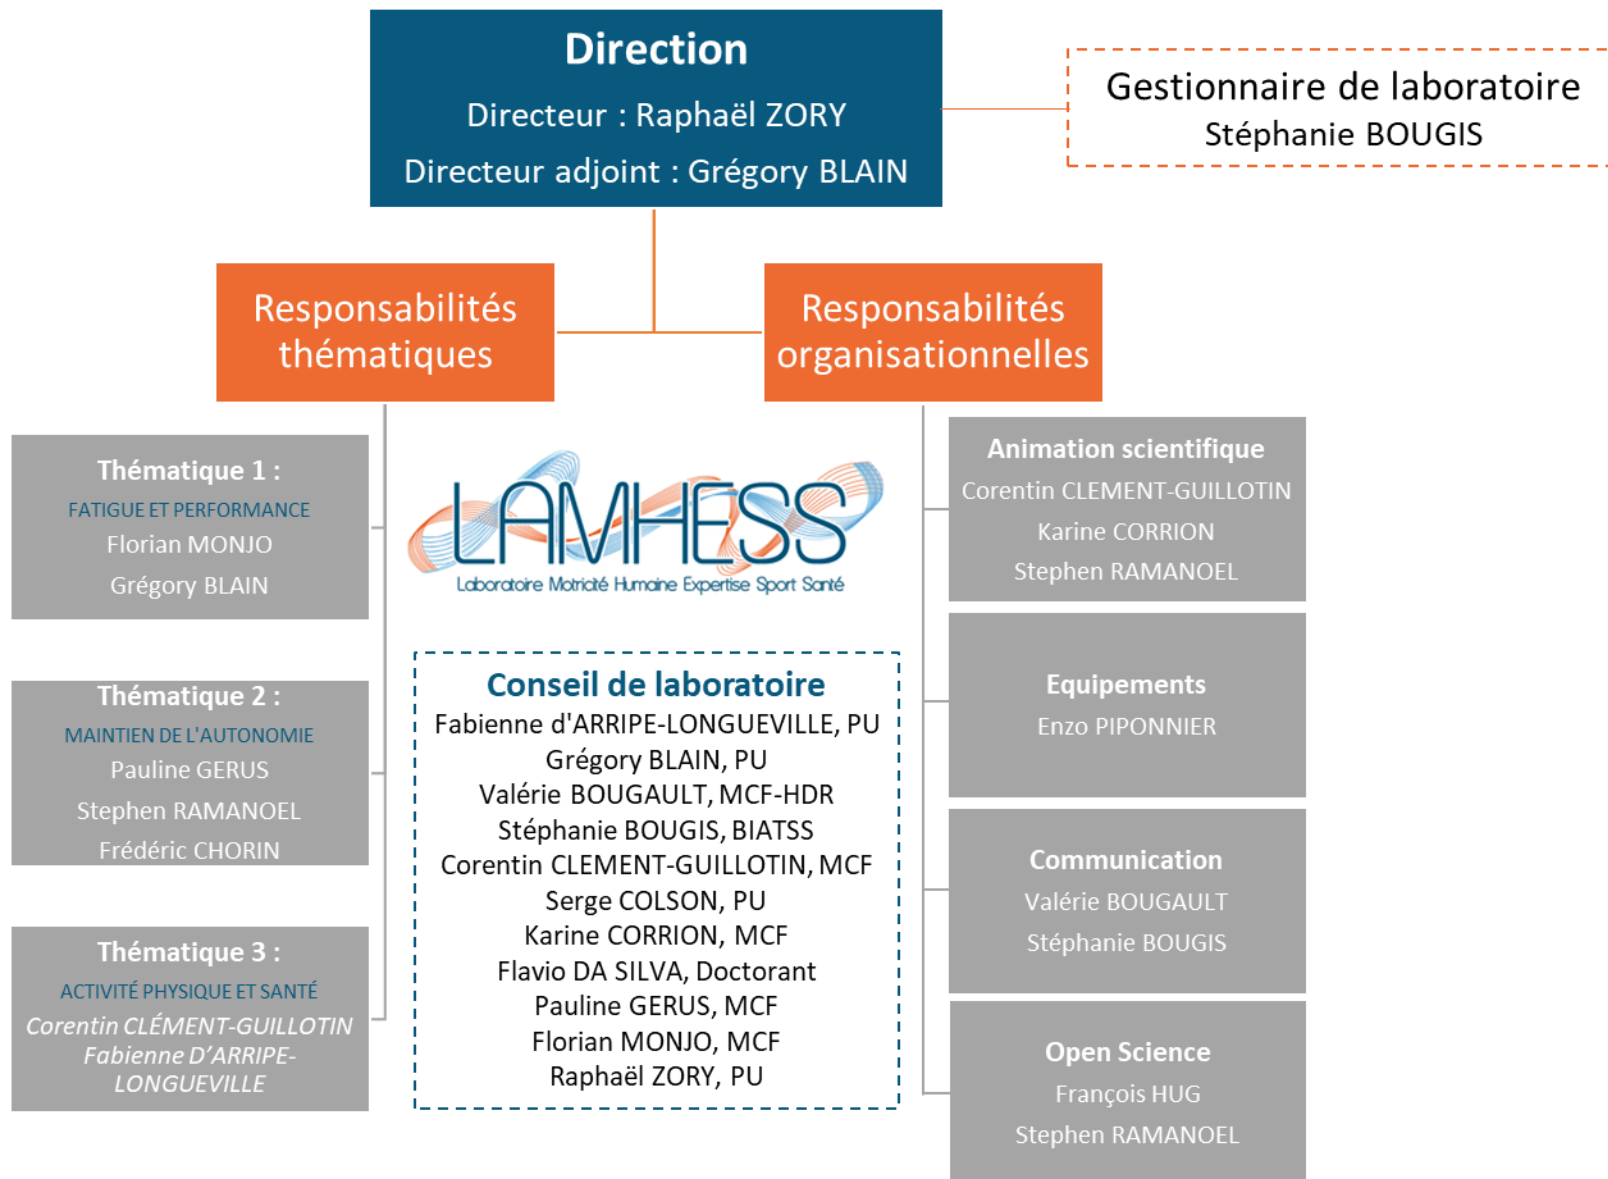 Direction
Directeur : Raphaël ZORY
Directeur adjoint : Grégory BLAIN
Gestionnaire de laboratoire
Stéphanie BOUGIS
Responsabilités
thématiques
Responsabilités
organisationnelles
Thématique 1 :
FATIGUE ET PERFORMANCE
Florian MONJO
Grégory BLAIN
Thématique 2 :
MAINTIEN DE L'AUTONOMIE
Pauline GERUS
Stephen RAMANOEL
Frédéric CHORIN
Thématique 3 :
ACTIVITÉ PHYSIQUE ET SANTÉ
Corentin CLÉMENT-GUILLOTIN
Fabienne D’ARRIPE-
LONGUEVILLE
LAMHESS
Laboratoire Motricité Humaine Expertise Sport Santé
Conseil de laboratoire
Fabienne d'ARRIPE-LONGUEVILLE, PU
Grégory BLAIN, PU
Valérie BOUGAULT, MCF-HDR
Stéphanie BOUGIS, BIATSS
Corentin CLEMENT-GUILLOTIN, MCF
Serge COLSON, PU
Karine CORRION, MCF
Flavio DA SILVA, Doctorant
Pauline GERUS, MCF
Florian MONJO, MCF
Raphaël ZORY, PU
Animation scientifique
Corentin CLEMENT-GUILLOTIN
Karine CORRION
Stephen RAMANOEL
Equipements
Enzo PIPONNIER
Communication
Valérie BOUGAULT
Stéphanie BOUGIS
Open Science
François HUG
Stephen RAMANOEL